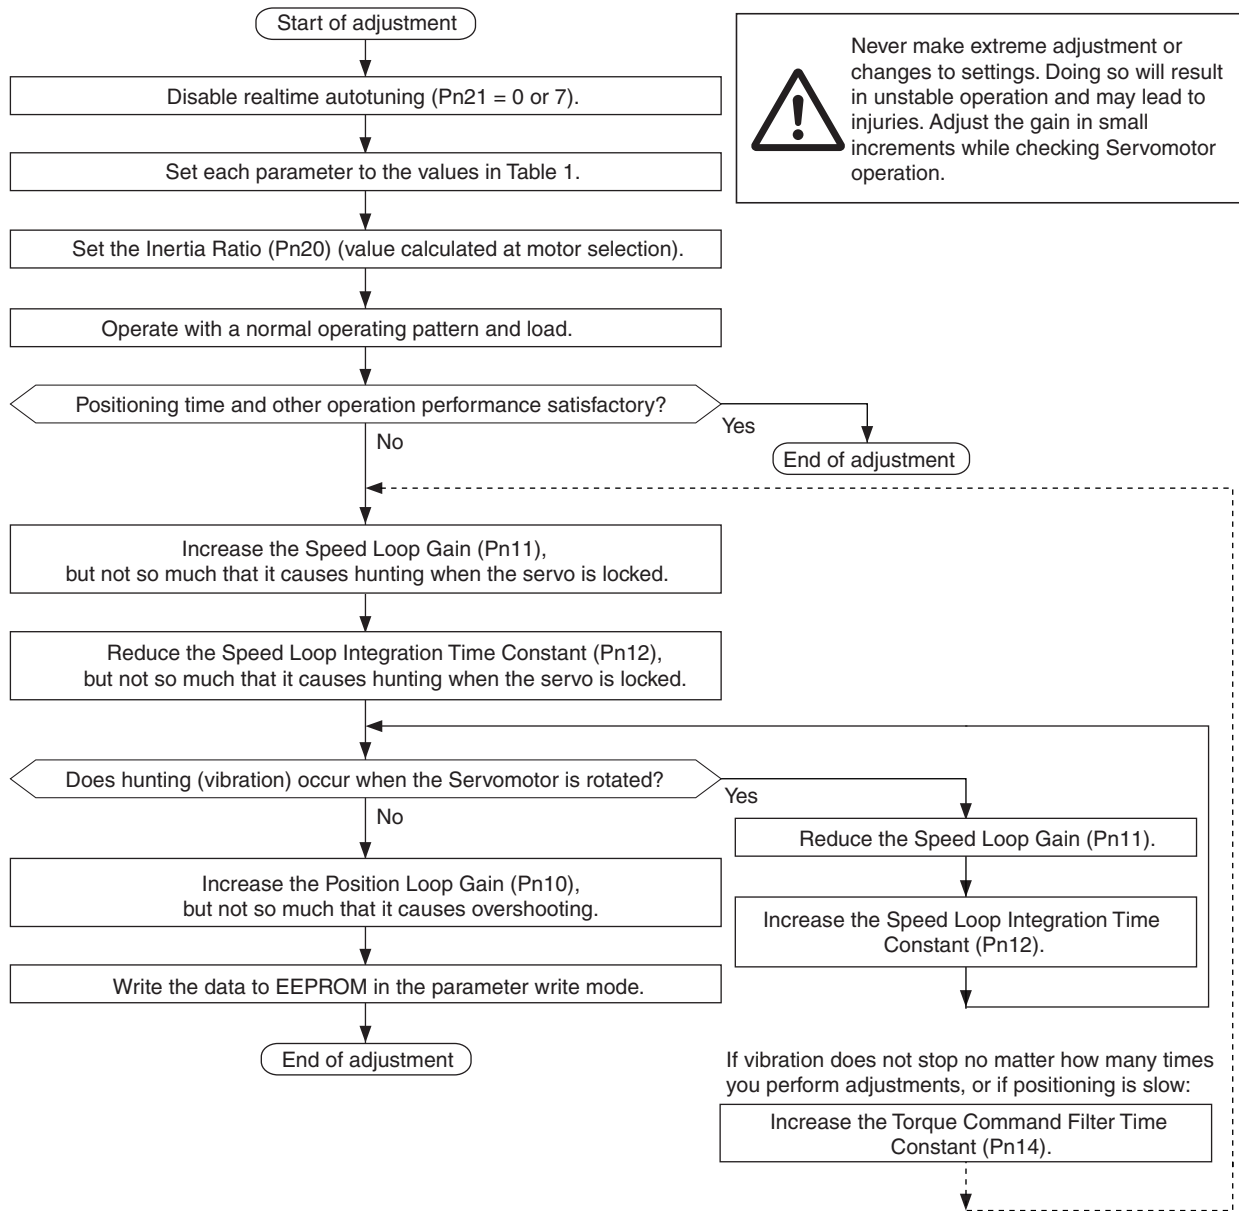 Start of adjustment
Never make extreme adjustment or
changes to settings. Doing so will result
in unstable operation and may lead to
injuries. Adjust the gain in small
increments while checking Servomotor
operation.
Disable realtime autotuning (Pn21 = 0 or 7).
Set each parameter to the values in Table 1.
Set the Inertia Ratio (Pn20) (value calculated at motor selection).
Operate with a normal operating pattern and load.
Positioning time and other operation performance satisfactory?
Yes
No
End of adjustment
Increase the Speed Loop Gain (Pn11),
but not so much that it causes hunting when the servo is locked.
Reduce the Speed Loop Integration Time Constant (Pn12),
but not so much that it causes hunting when the servo is locked.
Does hunting (vibration) occur when the Servomotor is rotated?
Yes
No
Reduce the Speed Loop Gain (Pn11).
Increase the Speed Loop Integration Time
Constant (Pn12).
Increase the Position Loop Gain (Pn10),
but not so much that it causes overshooting.
Write the data to EEPROM in the parameter write mode.
End of adjustment
If vibration does not stop no matter how many times
you perform adjustments, or if positioning is slow:
Increase the Torque Command Filter Time
Constant (Pn14).